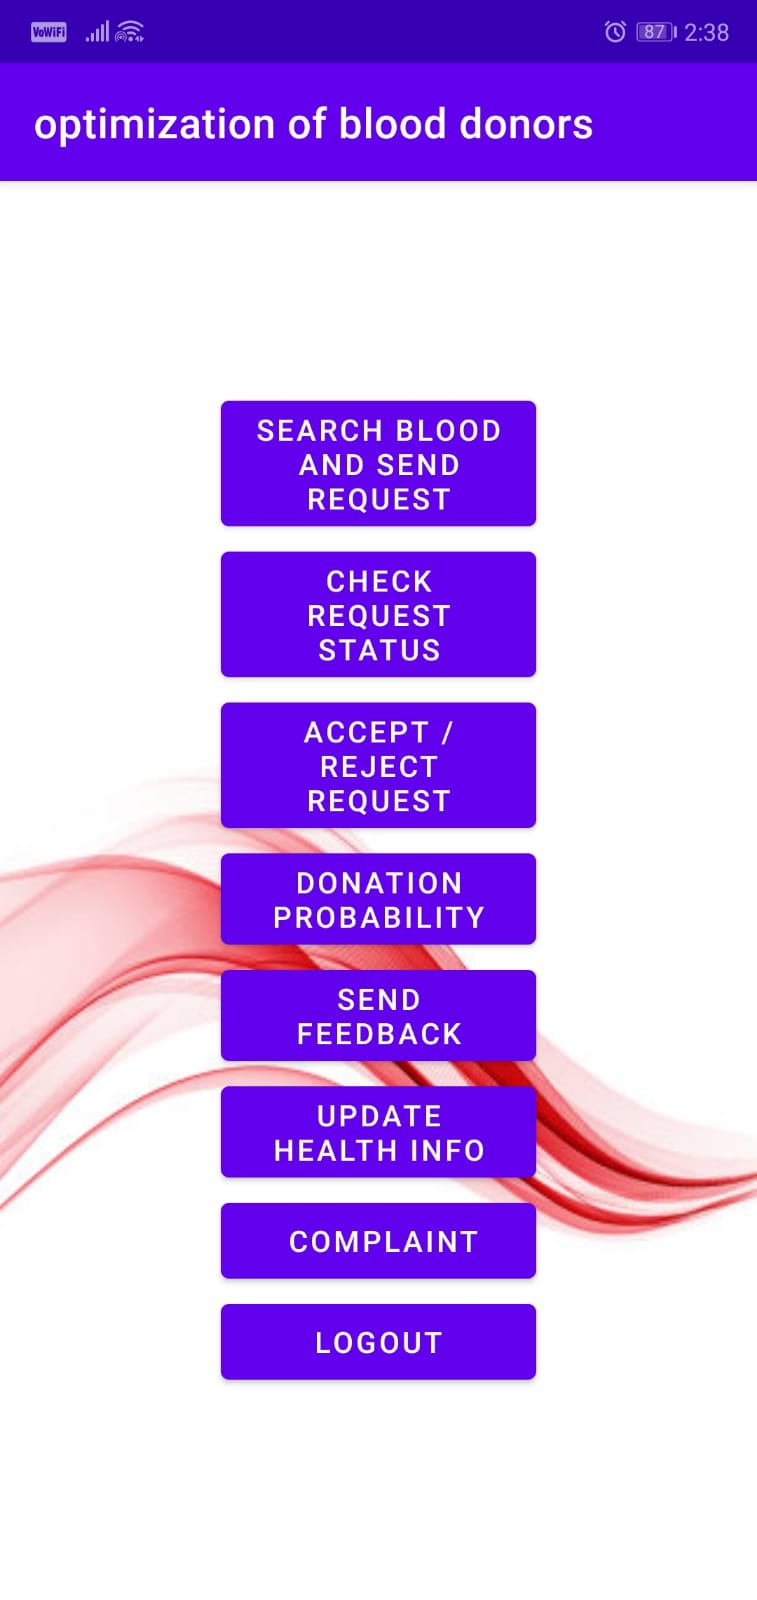 VoWiFi 87 2:38
optimization of blood donors
SEARCH BLOOD
AND SEND
REQUEST
CHECK
REQUEST
STATUS
ACCEPT /
REJECT
REQUEST
DONATION
PROBABILITY
SEND
FEEDBACK
UPDATE
HEALTH INFO
COMPLAINT
LOGOUT